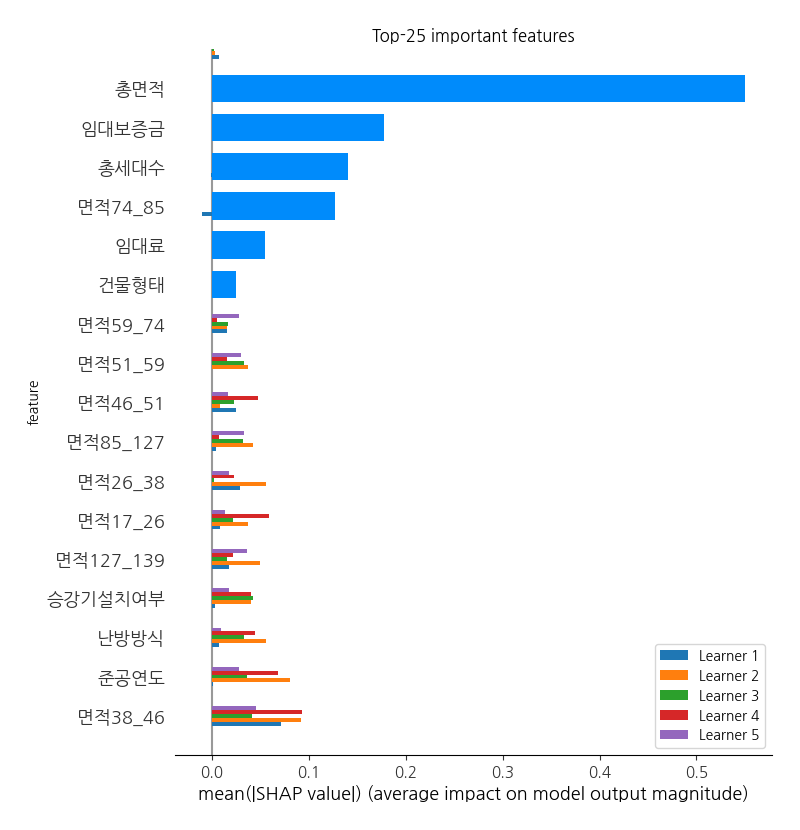 Top-25 important features
총면적
임대보증금
총세대수
면적74_85
임대료
건물형태
면적59_74
면적51_59
면적46_51
면적85_127
면적26_38
면적17_26
면적127_139
승강기설치여부
난방방식
준공연도
면적38_46
feature
Learner 1
Learner 2
Learner 3
Learner 4
Learner 5
0.0 0.1 0.2 0.3 0.4 0.5
mean(|SHAP value|) (average impact on model output magnitude)